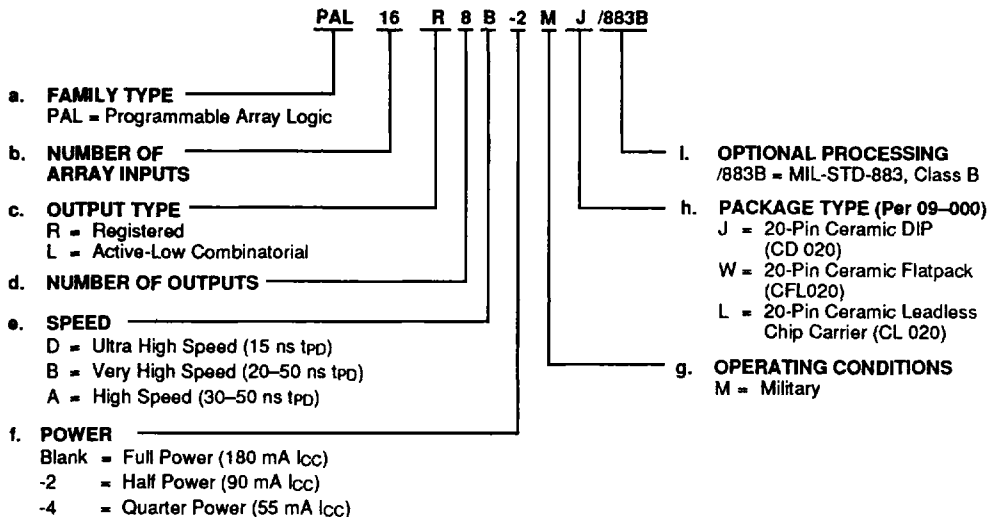 PAL 16 R 8 B -2 M J /883B
a. FAMILY TYPE
PAL = Programmable Array Logic
b. NUMBER OF
ARRAY INPUTS
c. OUTPUT TYPE
R = Registered
L = Active-Low Combinatorial
d. NUMBER OF OUTPUTS
e. SPEED
D = Ultra High Speed (15 ns tPD)
B = Very High Speed (20–50 ns tPD)
A = High Speed (30–50 ns tPD)
f. POWER
Blank = Full Power (180 mA ICC)
-2 = Half Power (90 mA ICC)
-4 = Quarter Power (55 mA ICC)
i. OPTIONAL PROCESSING
/883B = MIL-STD-883, Class B
h. PACKAGE TYPE (Per 09–000)
J = 20-Pin Ceramic DIP
(CD 020)
W = 20-Pin Ceramic Flatpack
(CFL020)
L = 20-Pin Ceramic Leadless
Chip Carrier (CL 020)
g. OPERATING CONDITIONS
M = Military